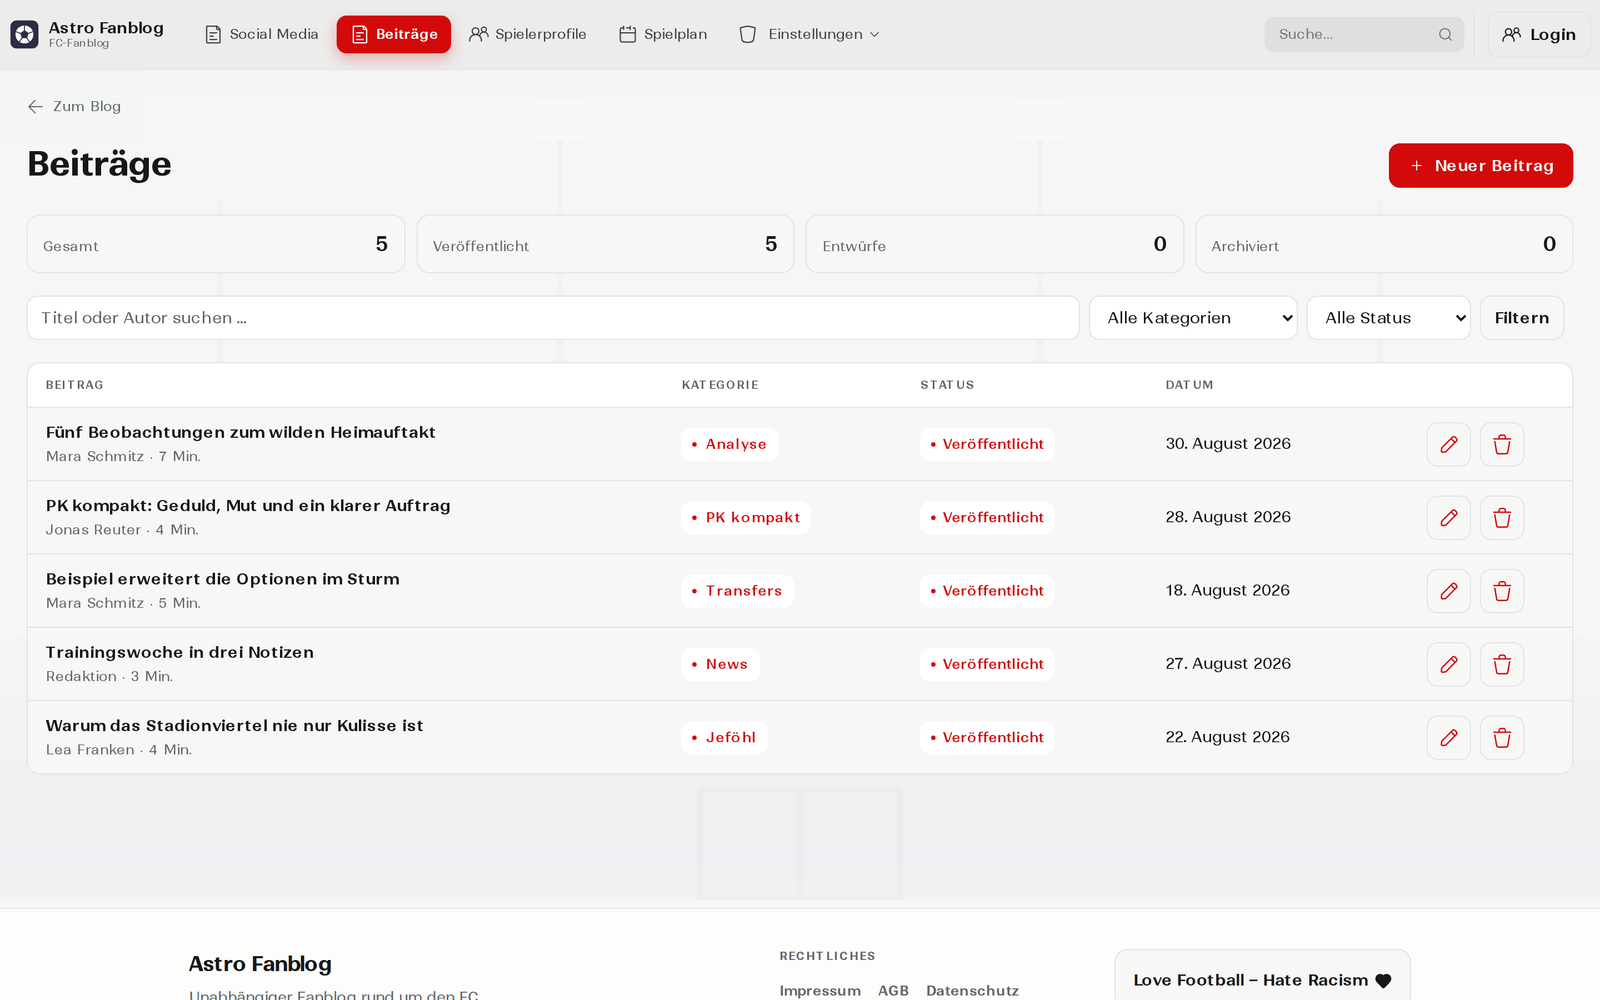 Astro Fanblog
FC-Fanblog
Social Media
Beiträge
Spielerprofile
Spielplan
Einstellungen
Suche...
Login
Zum Blog
Beiträge
+ Neuer Beitrag
Gesamt 5
Veröffentlicht 5
Entwürfe 0
Archiviert 0
Titel oder Autor suchen ...
Alle Kategorien
Alle Status
Filtern
BEITRAG KATEGORIE STATUS DATUM
Fünf Beobachtungen zum wilden Heimauftakt
Mara Schmitz · 7 Min.
• Analyse
• Veröffentlicht
30. August 2026
PK kompakt: Geduld, Mut und ein klarer Auftrag
Jonas Reuter · 4 Min.
• PK kompakt
• Veröffentlicht
28. August 2026
Beispiel erweitert die Optionen im Sturm
Mara Schmitz · 5 Min.
• Transfers
• Veröffentlicht
18. August 2026
Trainingswoche in drei Notizen
Redaktion · 3 Min.
• News
• Veröffentlicht
27. August 2026
Warum das Stadionviertel nie nur Kulisse ist
Lea Franken · 4 Min.
• Jeföhl
• Veröffentlicht
22. August 2026
Astro Fanblog
Unabhängiger Fanblog rund um den FC
RECHTLICHES
Impressum AGB Datenschutz
Love Football – Hate Racism 🖤